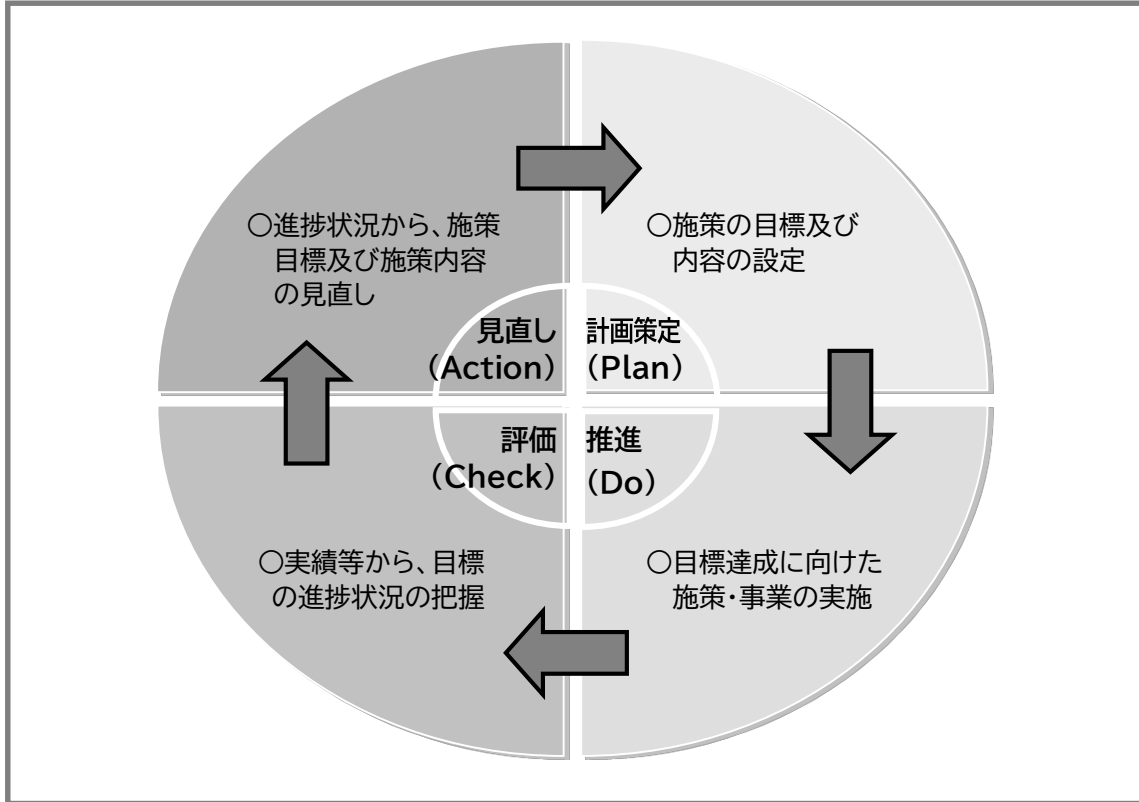 ○進捗状況から、施策
目標及び施策内容
の見直し
○施策の目標及び
内容の設定
見直し
(Action)
計画策定
(Plan)
評価
(Check)
推進
(Do)
○実績等から、目標
の進捗状況の把握
○目標達成に向けた
施策・事業の実施